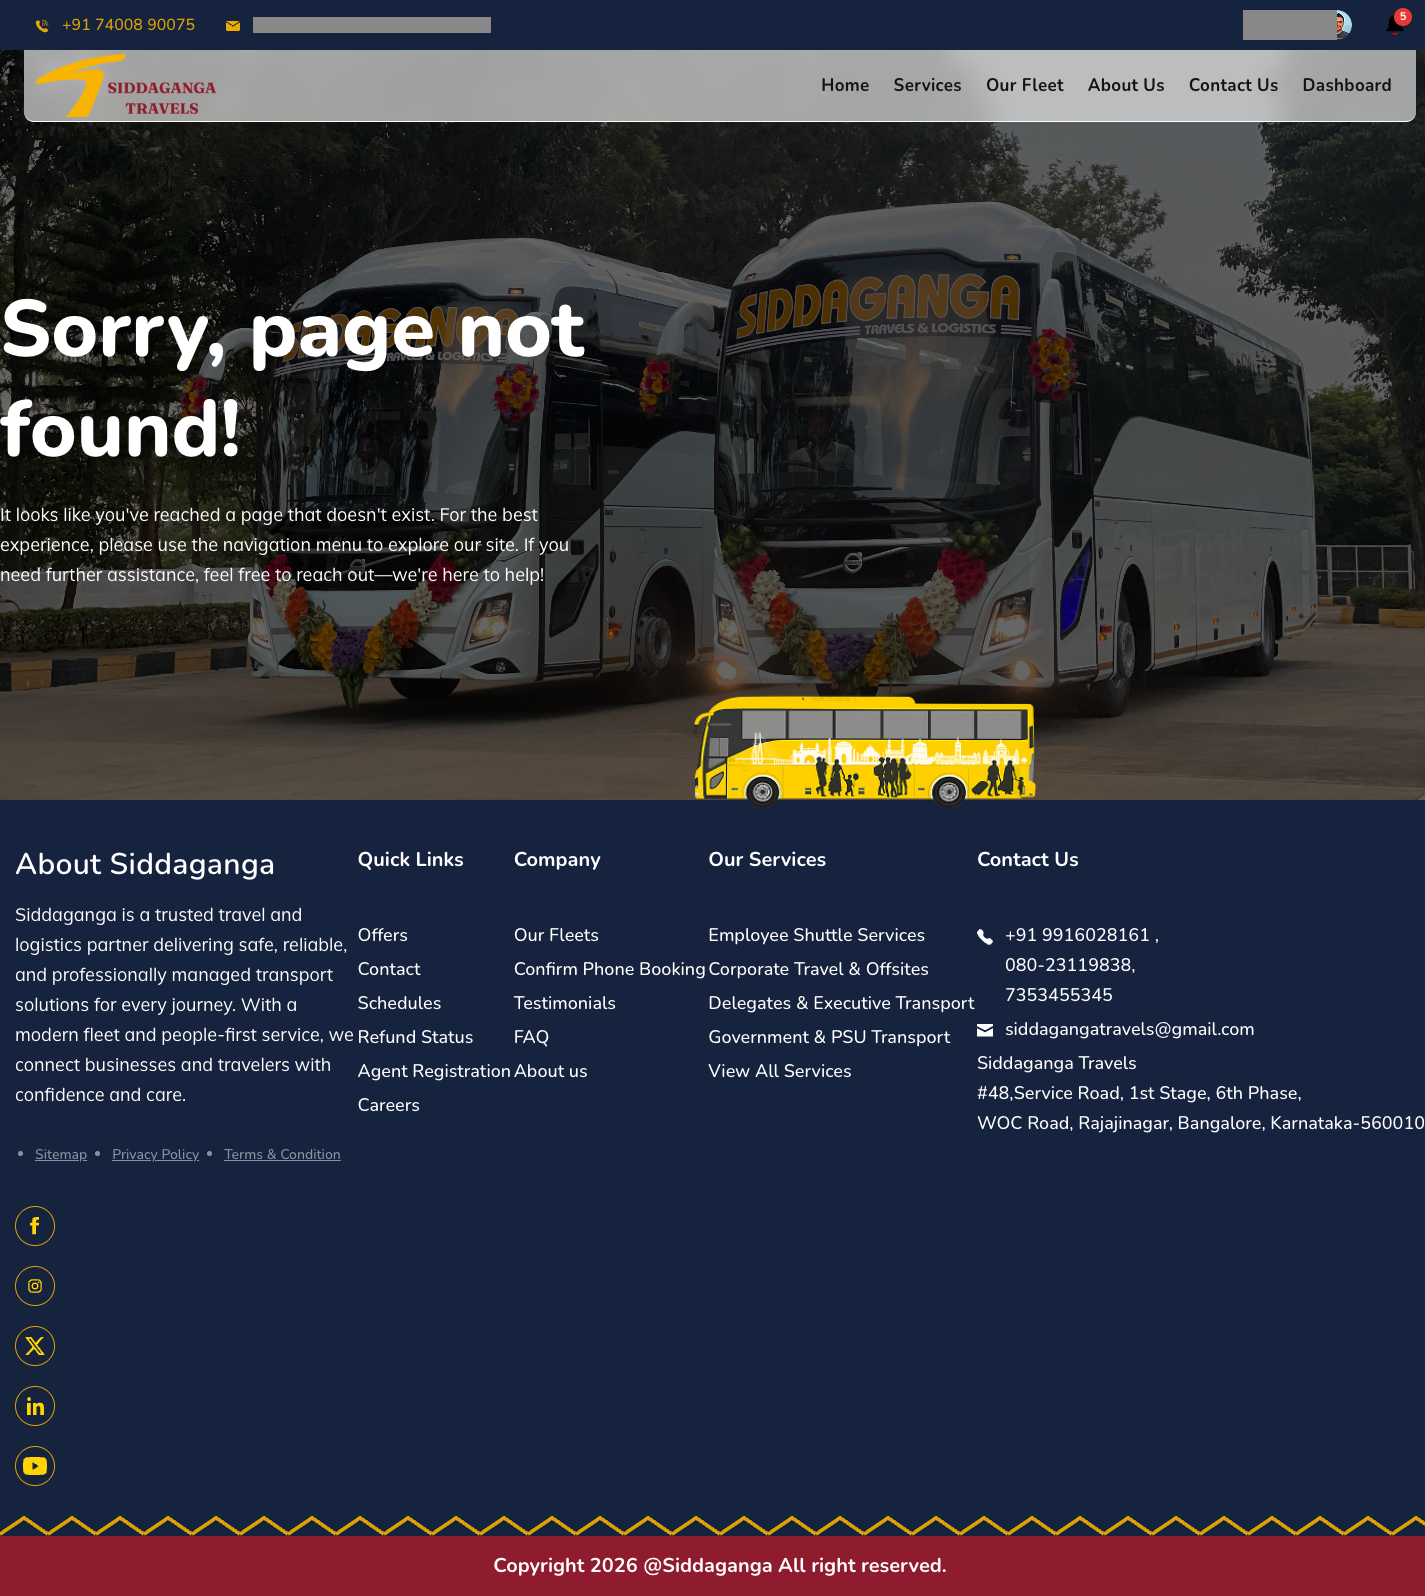 +91 74008 90075
5
SIDDAGANGA
TRAVELS
Home Services Our Fleet About Us Contact Us Dashboard
SIDDAGANGA
TRAVELS & LOGISTICS
SIDDAGANGA
TRAVELS & LOGISTICS
Sorry, page not
found!
It looks like you've reached a page that doesn't exist. For the best
experience, please use the navigation menu to explore our site. If you
need further assistance, feel free to reach out—we're here to help!
About Siddaganga
Siddaganga is a trusted travel and
logistics partner delivering safe, reliable,
and professionally managed transport
solutions for every journey. With a
modern fleet and people-first service, we
connect businesses and travelers with
confidence and care.
Sitemap
Privacy Policy
Terms & Condition
Quick Links
Offers
Contact
Schedules
Refund Status
Agent Registration
Careers
Company
Our Fleets
Confirm Phone Booking
Testimonials
FAQ
About us
Our Services
Employee Shuttle Services
Corporate Travel & Offsites
Delegates & Executive Transport
Government & PSU Transport
View All Services
Contact Us
+91 9916028161 ,
080-23119838,
7353455345
siddagangatravels@gmail.com
Siddaganga Travels
#48,Service Road, 1st Stage, 6th Phase,
WOC Road, Rajajinagar, Bangalore, Karnataka-560010
Copyright 2026 @Siddaganga All right reserved.